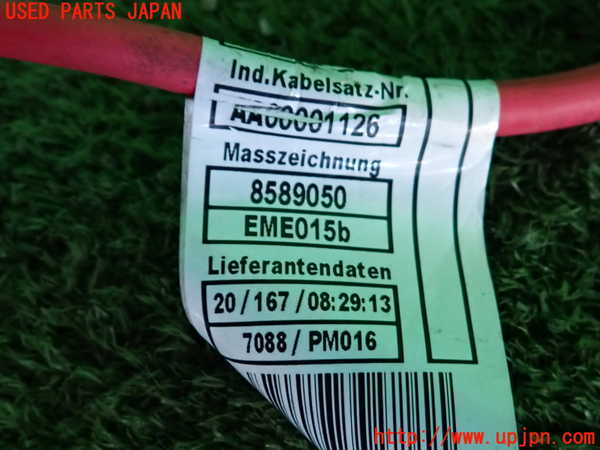 USED PARTS JAPAN
Ind.Kabelsatz-Nr.
AA00001126
Masszeichnung
8589050
EME015b
Lieferantendaten
20/167/08:29:13
7088/PM016
http://www.upjpn.com/